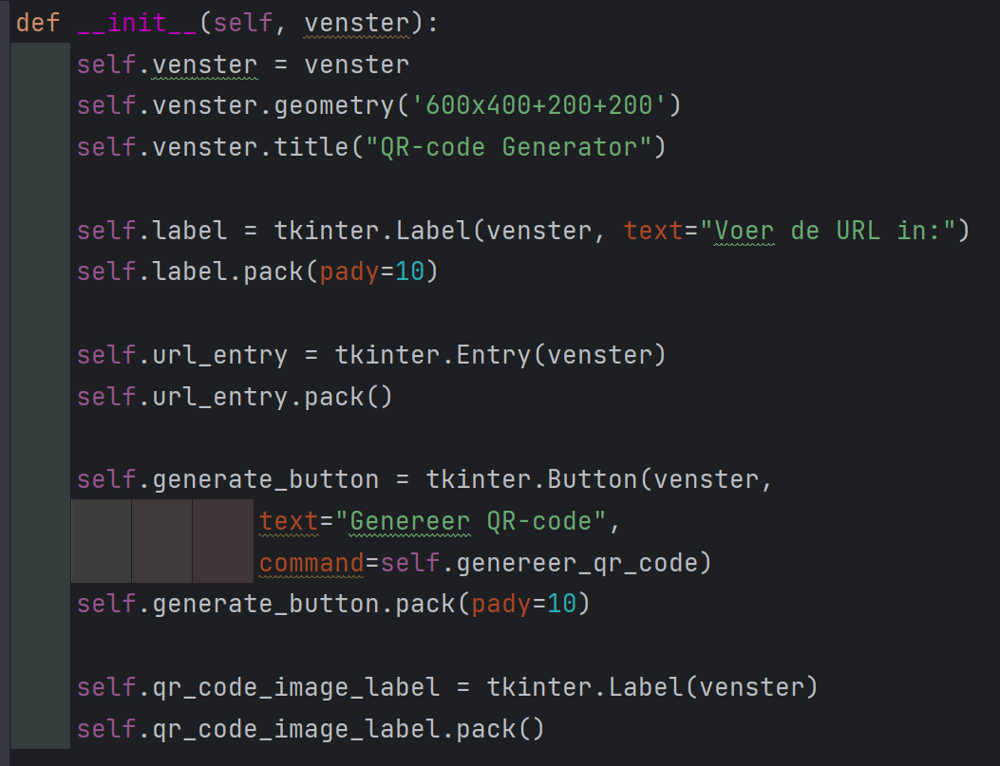 def __init__(self, venster):
    self.venster = venster
    self.venster.geometry('600x400+200+200')
    self.venster.title("QR-code Generator")

    self.label = tkinter.Label(venster, text="Voer de URL in:")
    self.label.pack(pady=10)

    self.url_entry = tkinter.Entry(venster)
    self.url_entry.pack()

    self.generate_button = tkinter.Button(venster,
                text="Genereer QR-code",
                command=self.genereer_qr_code)
    self.generate_button.pack(pady=10)

    self.qr_code_image_label = tkinter.Label(venster)
    self.qr_code_image_label.pack()